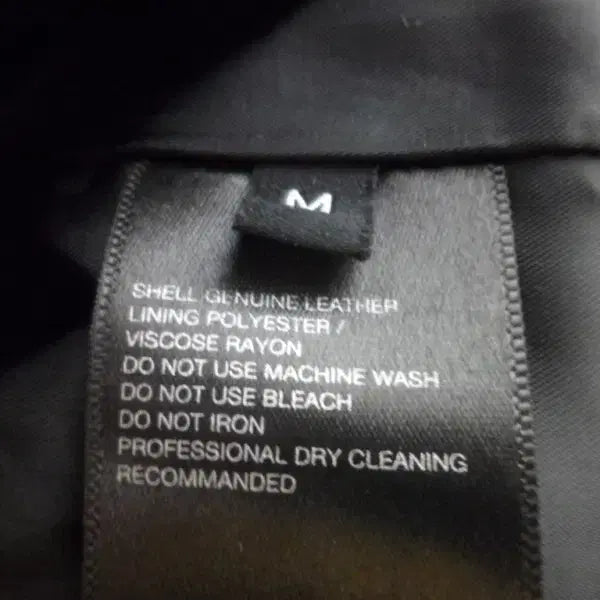 M
SHELL GENUINE LEATHER
LINING POLYESTER /
VISCOSE RAYON
DO NOT USE MACHINE WASH
DO NOT USE BLEACH
DO NOT IRON
PROFESSIONAL DRY CLEANING
RECOMMANDED